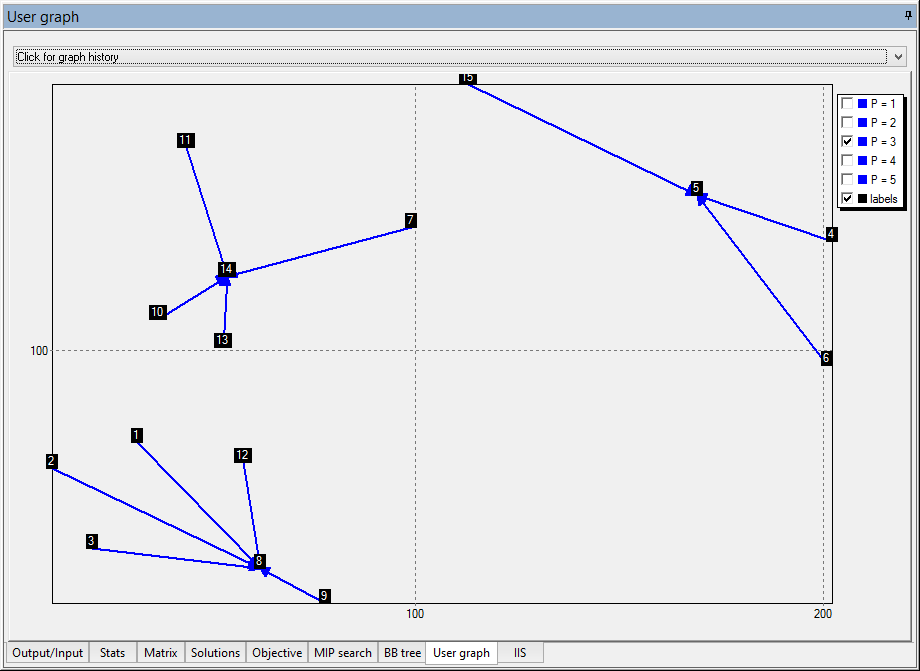 User graph
Click for graph history
15
P = 1
P = 2
11
P = 3
P = 4
P = 5
5
labels
7
4
14
10
13
100
6
1
12
2
3
8
9
100
200
Output/Input Stats Matrix Solutions Objective MIP search BB tree User graph IIS